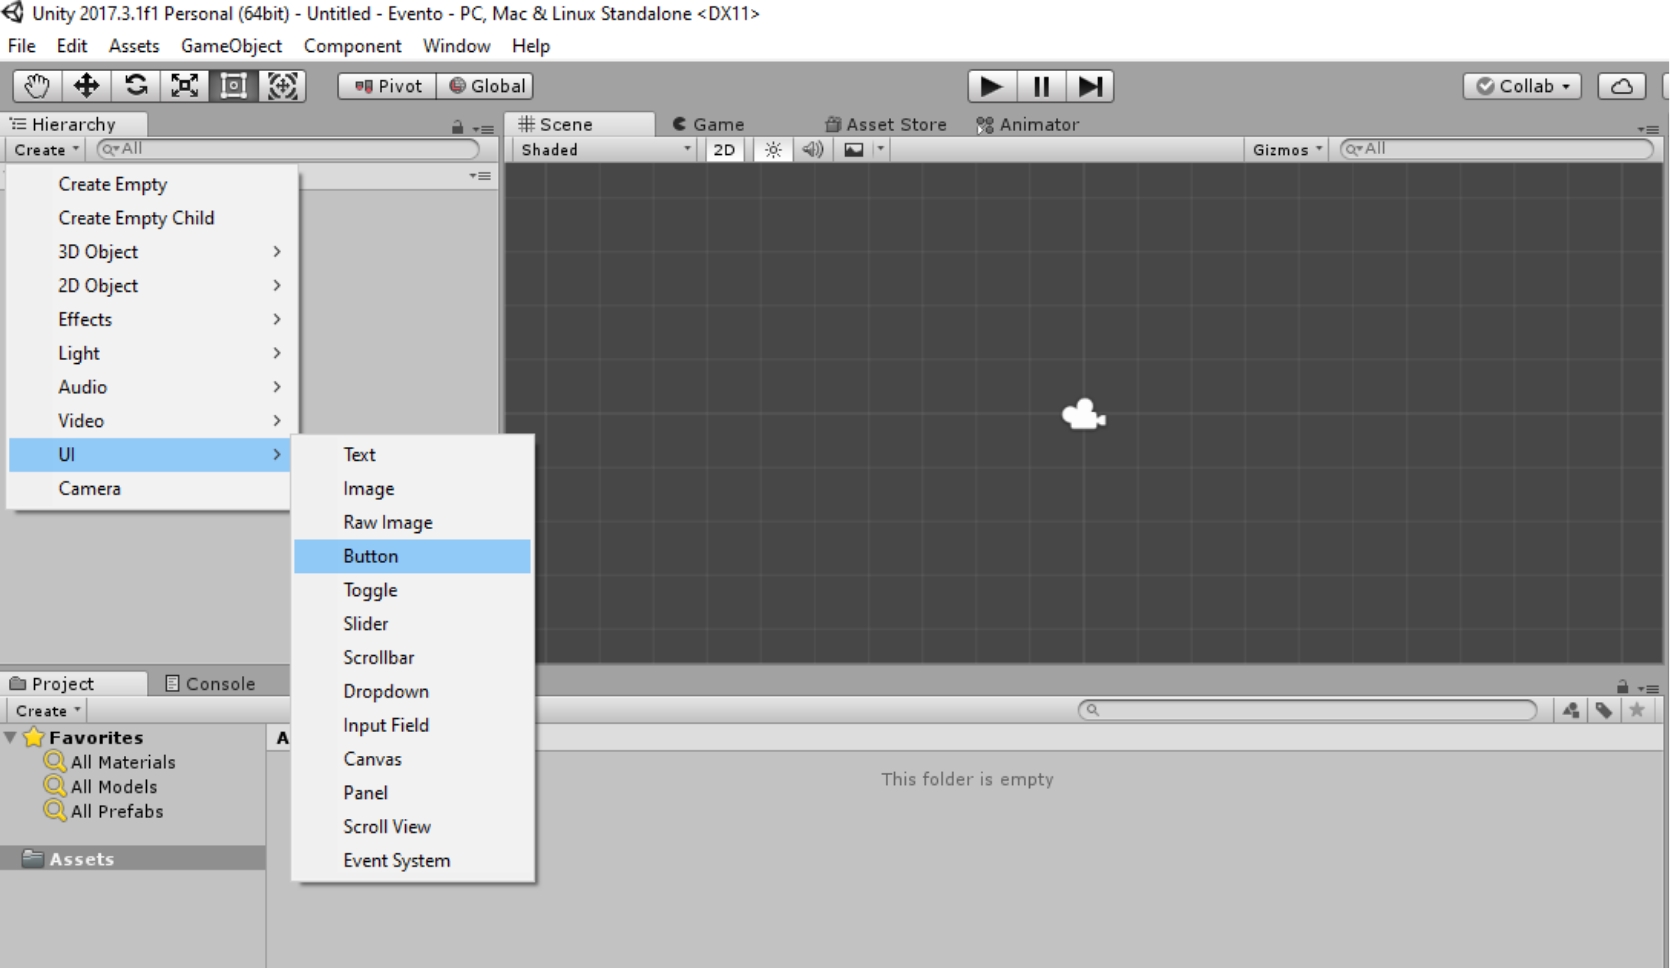 Unity 2017.3.1f1 Personal (64bit) - Untitled - Evento - PC, Mac & Linux Standalone <DX11>
File Edit Assets GameObject Component Window Help
Pivot Global Collab
Hierarchy Scene Game Asset Store Animator
Create All Shaded 2D Gizmos All
Create Empty
Create Empty Child
3D Object
2D Object
Effects
Light
Audio
Video
UI
Camera
Text
Image
Raw Image
Button
Toggle
Slider
Scrollbar
Dropdown
Input Field
Canvas
Panel
Scroll View
Event System
Project Console
Create
Favorites
All Materials
All Models
All Prefabs
Assets
A
This folder is empty